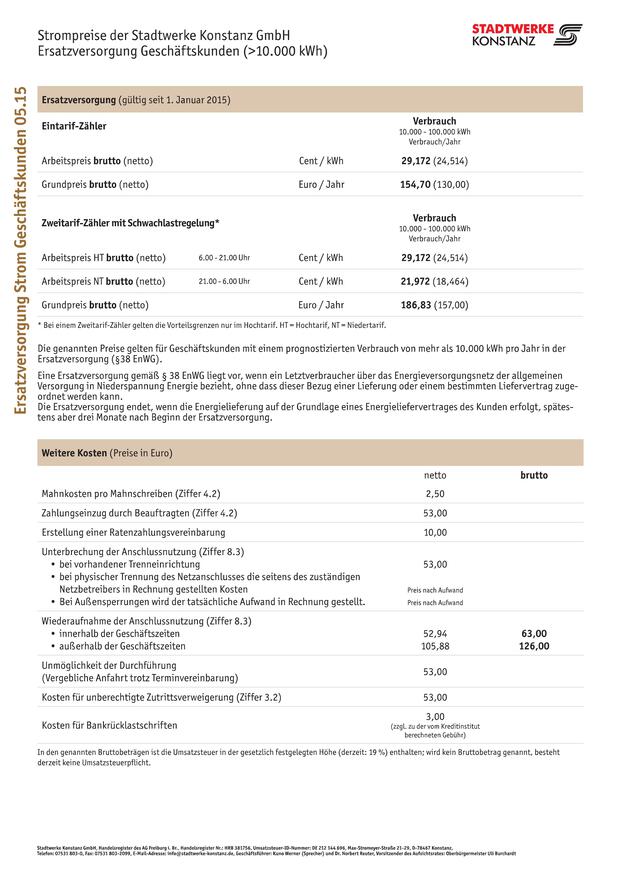 Strompreise der Stadtwerke Konstanz GmbH
Ersatzversorgung Geschäftskunden (>10.000 kWh)
STADTWERKE
KONSTANZ
Ersatzversorgung Strom Geschäftskunden 05.15
Ersatzversorgung (gültig seit 1. Januar 2015)
Eintarif-Zähler
Verbrauch
10.000 - 100.000 kWh
Verbrauch/Jahr
Arbeitspreis brutto (netto) Cent / kWh 29,172 (24,514)
Grundpreis brutto (netto) Euro / Jahr 154,70 (130,00)
Zweitarif-Zähler mit Schwachlastregelung*
Verbrauch
10.000 - 100.000 kWh
Verbrauch/Jahr
Arbeitspreis HT brutto (netto) 6.00 - 21.00 Uhr Cent / kWh 29,172 (24,514)
Arbeitspreis NT brutto (netto) 21.00 - 6.00 Uhr Cent / kWh 21,972 (18,464)
Grundpreis brutto (netto) Euro / Jahr 186,83 (157,00)
* Bei einem Zweitarif-Zähler gelten die Vorteilsgrenzen nur im Hochtarif. HT = Hochtarif, NT = Niedertarif.
Die genannten Preise gelten für Geschäftskunden mit einem prognostizierten Verbrauch von mehr als 10.000 kWh pro Jahr in der
Ersatzversorgung (§38 EnWG).
Eine Ersatzversorgung gemäß § 38 EnWG liegt vor, wenn ein Letztverbraucher über das Energieversorgungsnetz der allgemeinen
Versorgung in Niederspannung Energie bezieht, ohne dass dieser Bezug einer Lieferung oder einem bestimmten Liefervertrag zuge-
ordnet werden kann.
Die Ersatzversorgung endet, wenn die Energielieferung auf der Grundlage eines Energieliefervertrages des Kunden erfolgt, spätes-
tens aber drei Monate nach Beginn der Ersatzversorgung.
Weitere Kosten (Preise in Euro)
netto brutto
Mahnkosten pro Mahnschreiben (Ziffer 4.2) 2,50
Zahlungseinzug durch Beauftragten (Ziffer 4.2) 53,00
Erstellung einer Ratenzahlungsvereinbarung 10,00
Unterbrechung der Anschlussnutzung (Ziffer 8.3)
• bei vorhandener Trenneinrichtung 53,00
• bei physischer Trennung des Netzanschlusses die seitens des zuständigen
Netzbetreibers in Rechnung gestellten Kosten Preis nach Aufwand
• Bei Außensperrungen wird der tatsächliche Aufwand in Rechnung gestellt. Preis nach Aufwand
Wiederaufnahme der Anschlussnutzung (Ziffer 8.3)
• innerhalb der Geschäftszeiten 52,94 63,00
• außerhalb der Geschäftszeiten 105,88 126,00
Unmöglichkeit der Durchführung
(Vergebliche Anfahrt trotz Terminvereinbarung) 53,00
Kosten für unberechtigte Zutrittsverweigerung (Ziffer 3.2) 53,00
Kosten für Bankrücklastschriften 3,00
(zzgl. zu der vom Kreditinstitut
berechneten Gebühr)
In den genannten Bruttobeträgen ist die Umsatzsteuer in der gesetzlich festgelegten Höhe (derzeit: 19 %) enthalten; wird kein Bruttobetrag genannt, besteht
derzeit keine Umsatzsteuerpflicht.
Stadtwerke Konstanz GmbH, Handelsregister des AG Freiburg i. Br., Handelsregister Nr.: HRB 381756, Umsatzsteuer-ID-Nummer: DE 212 144 696, Max-Stromeyer-Straße 21-29, D-78467 Konstanz,
Telefon: 07531 803-0, Fax: 07531 803-2099, E-Mail-Adresse: info@stadtwerke-konstanz.de, Geschäftsführer: Kuno Werner (Sprecher) und Dr. Norbert Reuter, Vorsitzender des Aufsichtsrates: Oberbürgermeister Uli Burchardt